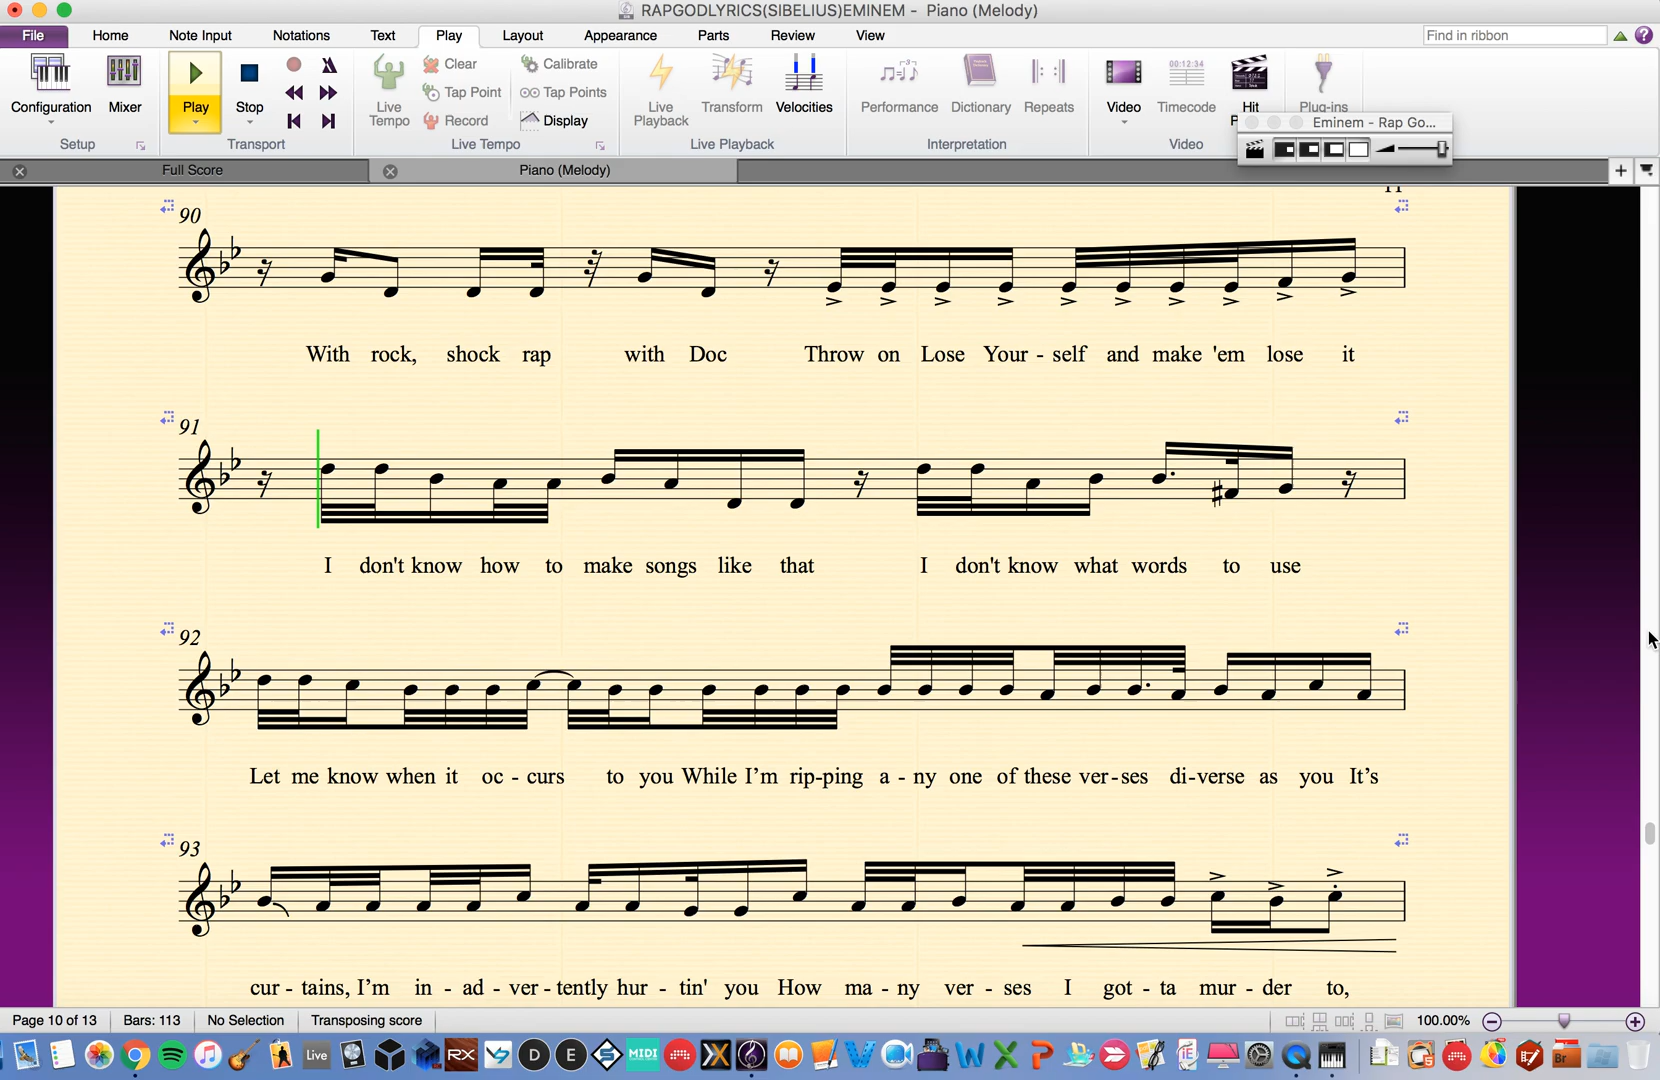 RAPGODLYRICS(SIBELIUS)EMINEM - Piano (Melody)
File Home Note Input Notations Text Play Layout Appearance Parts Review View Find in ribbon
Configuration Mixer Play Stop Live Tempo Clear Tap Point Record Calibrate Tap Points Display Live Playback Transform Velocities Performance Dictionary Repeats Video Timecode 00:12:34 Hit Plug-ins
Setup Transport Live Tempo Live Playback Interpretation Video
Eminem - Rap Go...
Full Score Piano (Melody)
90
With rock, shock rap with Doc Throw on Lose Your - self and make 'em lose it
91
I don't know how to make songs like that I don't know what words to use
92
Let me know when it oc - curs to you While I'm rip-ping a - ny one of these ver-ses di-verse as you It's
93
cur - tains, I'm in - ad - ver - tently hur - tin' you How ma - ny ver - ses I got - ta mur - der to,
Page 10 of 13 Bars: 113 No Selection Transposing score 100.00%
Live RX D E MIDI Br